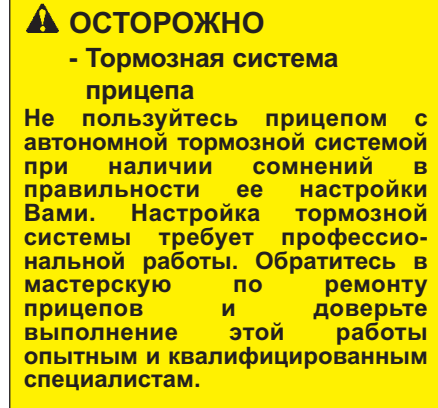 ОСТОРОЖНО
- Тормозная система
прицепа
Не пользуйтесь прицепом с
автономной тормозной системой
при наличии сомнений в
правильности ее настройки
Вами. Настройка тормозной
системы требует профессио-
нальной работы. Обратитесь в
мастерскую по ремонту
прицепов и доверьте
выполнение этой работы
опытным и квалифицированным
специалистам.